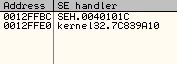 Address SE handler
0012FFBC SEH.0040101C
0012FFE0 kernel32.7C839A10